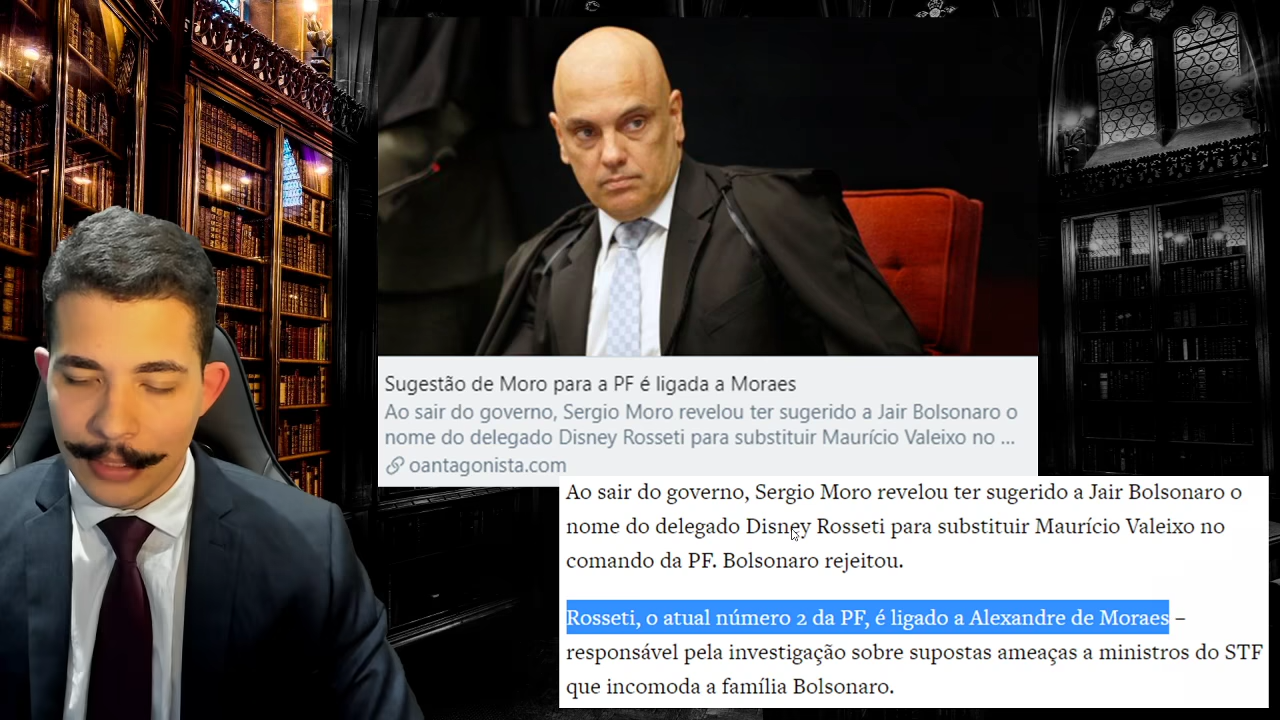 Sugestão de Moro para a PF é ligada a Moraes
Ao sair do governo, Sergio Moro revelou ter sugerido a Jair Bolsonaro o
nome do delegado Disney Rosseti para substituir Maurício Valeixo no ...
oantagonista.com
Ao sair do governo, Sergio Moro revelou ter sugerido a Jair Bolsonaro o
nome do delegado Disney Rosseti para substituir Maurício Valeixo no
comando da PF. Bolsonaro rejeitou.
Rosseti, o atual número 2 da PF, é ligado a Alexandre de Moraes –
responsável pela investigação sobre supostas ameaças a ministros do STF
que incomoda a família Bolsonaro.